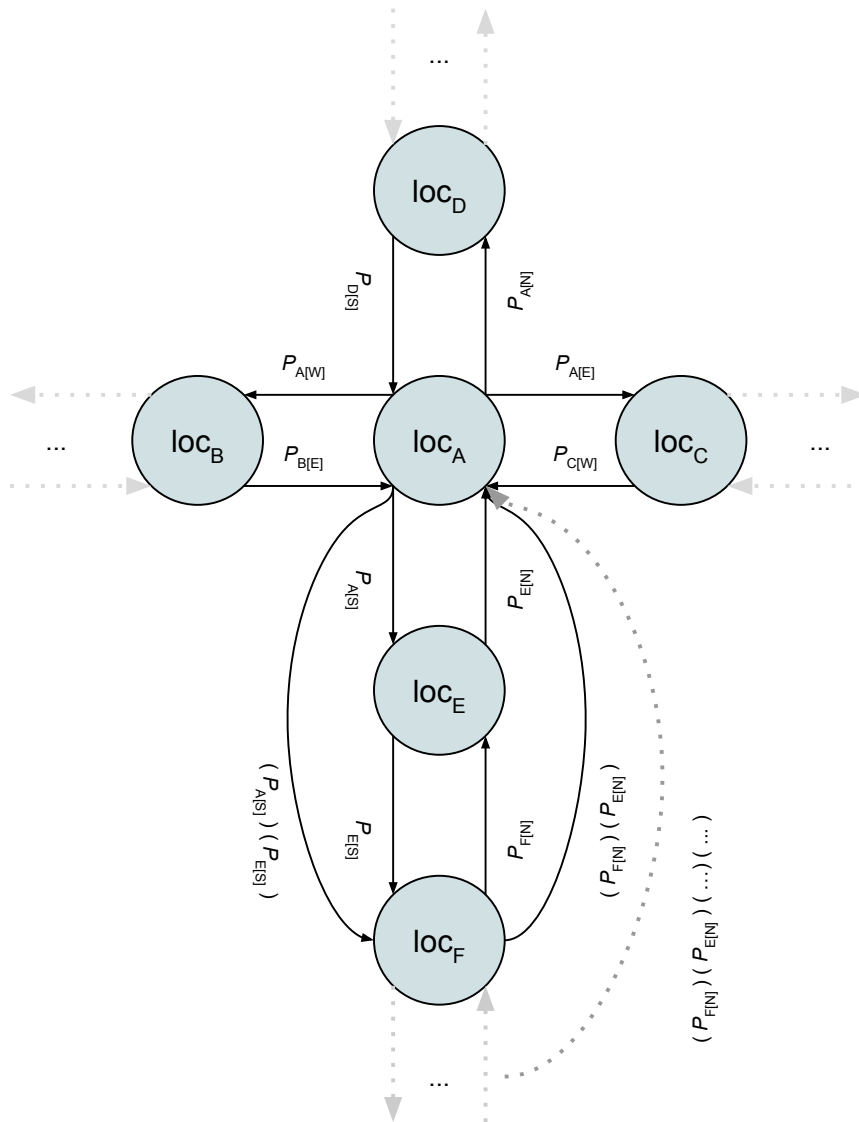 ...
loc_D
P_D[S]
P_A[N]
P_A[W]
P_A[E]
...
loc_B
P_B[E]
loc_A
P_C[W]
loc_C
...
P_A[S]
P_E[N]
loc_E
( P_A[S] ) ( P_E[S] )
P_E[S]
P_F[N]
( P_F[N] ) ( P_E[N] )
( P_F[N] ) ( P_E[N] ) ( ... ) ( ... )
loc_F
...